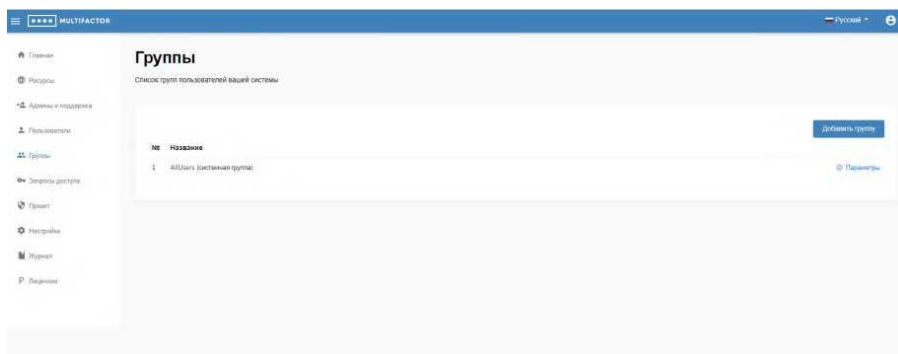 MULTIFACTOR
Русский
Главная
Ресурсы
Админы и поддержка
Пользователи
Группы
Запросы доступа
Проект
Настройки
Журнал
Лицензия
Группы
Список групп пользователей вашей системы
Добавить группу
№ Название
1 AllUsers (системная группа)
Параметры